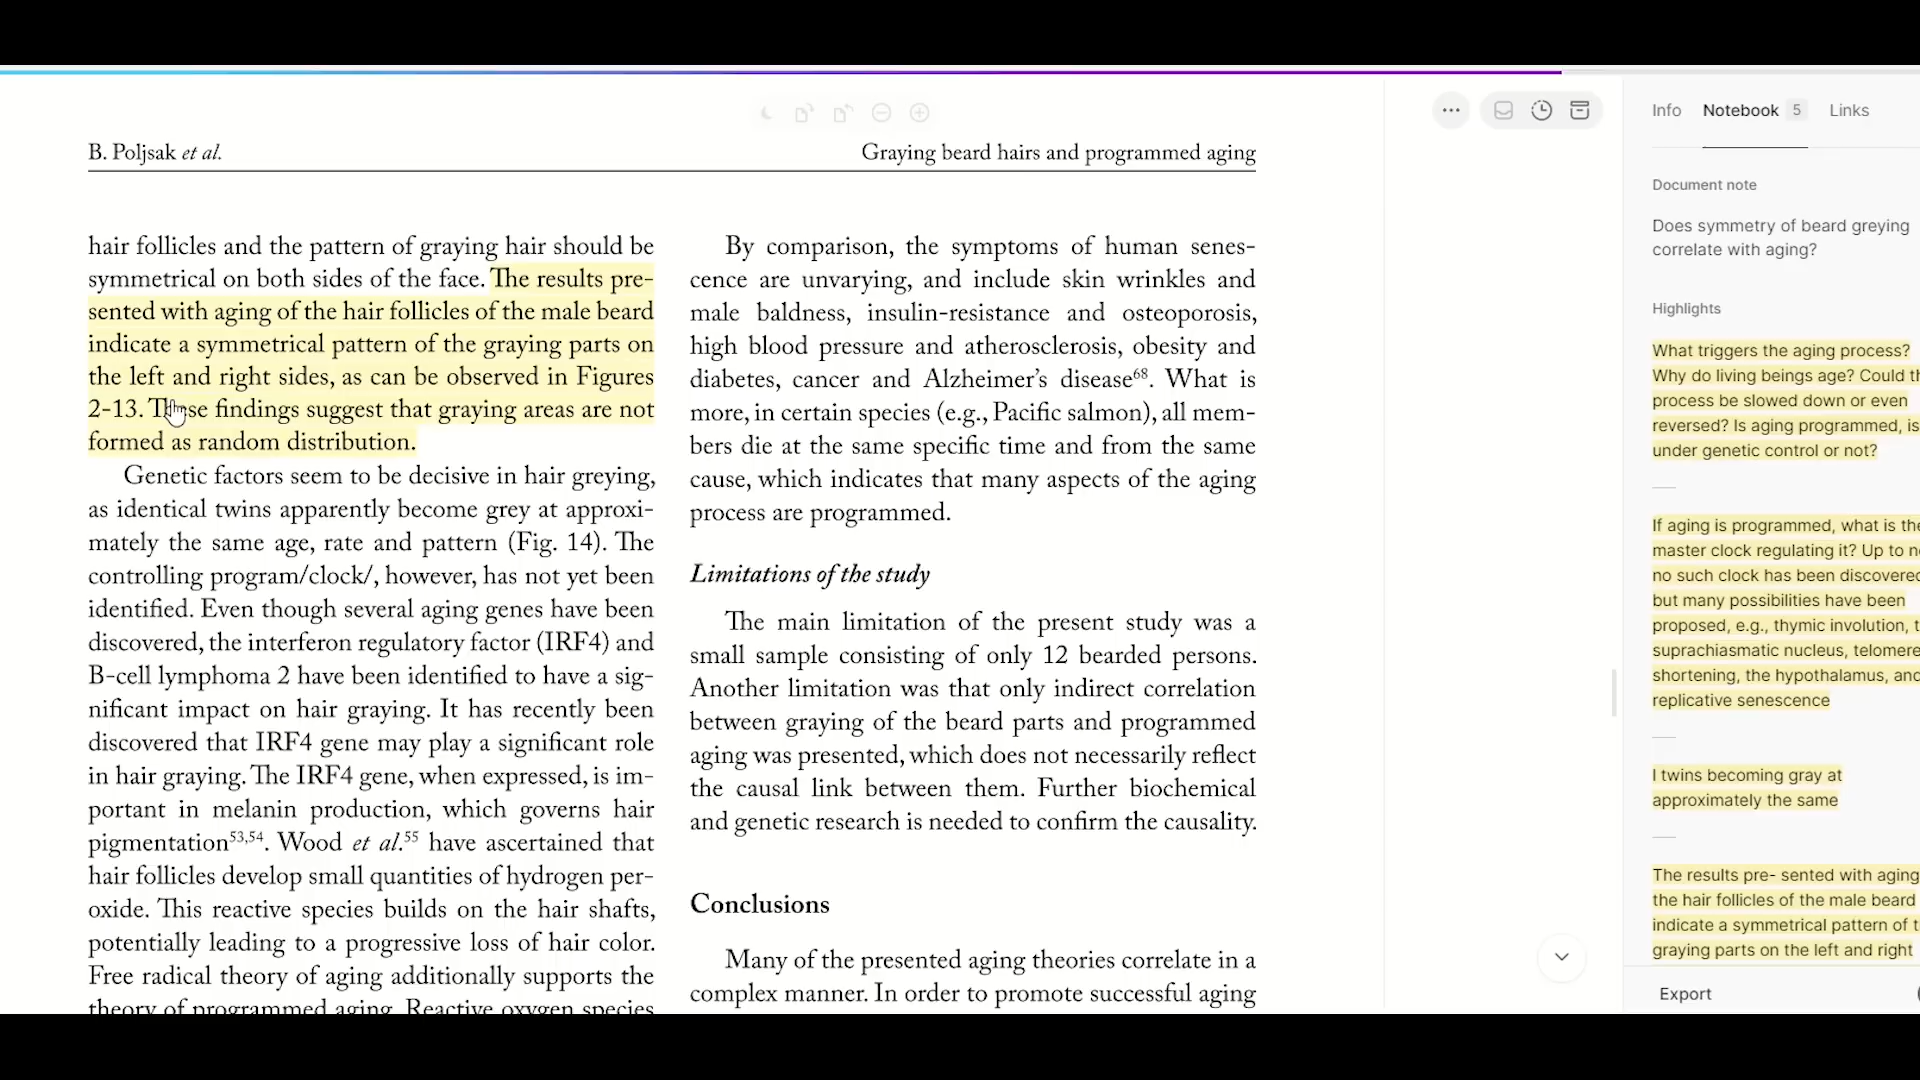 B. Poljsak et al.
Graying beard hairs and programmed aging
hair follicles and the pattern of graying hair should be
symmetrical on both sides of the face. The results pre-
sented with aging of the hair follicles of the male beard
indicate a symmetrical pattern of the graying parts on
the left and right sides, as can be observed in Figures
2-13. These findings suggest that graying areas are not
formed as random distribution.
Genetic factors seem to be decisive in hair greying,
as identical twins apparently become grey at approxi-
mately the same age, rate and pattern (Fig. 14). The
controlling program/clock/, however, has not yet been
identified. Even though several aging genes have been
discovered, the interferon regulatory factor (IRF4) and
B-cell lymphoma 2 have been identified to have a sig-
nificant impact on hair graying. It has recently been
discovered that IRF4 gene may play a significant role
in hair graying. The IRF4 gene, when expressed, is im-
portant in melanin production, which governs hair
pigmentation53,54. Wood et al.55 have ascertained that
hair follicles develop small quantities of hydrogen per-
oxide. This reactive species builds on the hair shafts,
potentially leading to a progressive loss of hair color.
Free radical theory of aging additionally supports the
theory of programmed aging. Reactive oxygen species
By comparison, the symptoms of human senes-
cence are unvarying, and include skin wrinkles and
male baldness, insulin-resistance and osteoporosis,
high blood pressure and atherosclerosis, obesity and
diabetes, cancer and Alzheimer's disease68. What is
more, in certain species (e.g., Pacific salmon), all mem-
bers die at the same specific time and from the same
cause, which indicates that many aspects of the aging
process are programmed.
Limitations of the study
The main limitation of the present study was a
small sample consisting of only 12 bearded persons.
Another limitation was that only indirect correlation
between graying of the beard parts and programmed
aging was presented, which does not necessarily reflect
the causal link between them. Further biochemical
and genetic research is needed to confirm the causality.
Conclusions
Many of the presented aging theories correlate in a
complex manner. In order to promote successful aging
Info Notebook 5 Links
Document note
Does symmetry of beard greying
correlate with aging?
Highlights
What triggers the aging process?
Why do living beings age? Could th
process be slowed down or even
reversed? Is aging programmed, is
under genetic control or not?
If aging is programmed, what is the
master clock regulating it? Up to n
no such clock has been discovered
but many possibilities have been
proposed, e.g., thymic involution, t
suprachiasmatic nucleus, telomere
shortening, the hypothalamus, and
replicative senescence
I twins becoming gray at
approximately the same
The results pre- sented with aging
the hair follicles of the male beard
indicate a symmetrical pattern of t
graying parts on the left and right
Export